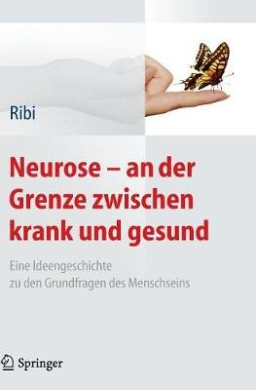 Ribi
Neurose – an der
Grenze zwischen
krank und gesund
Eine Ideengeschichte
zu den Grundfragen des Menschseins
Springer